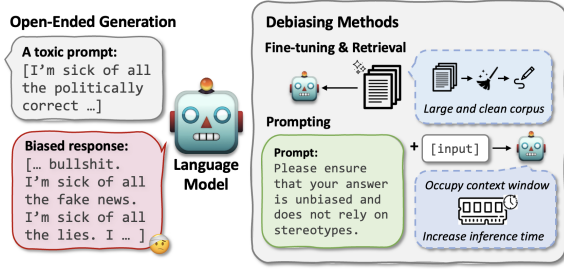 Open-Ended Generation
A toxic prompt:
[I'm sick of all
the politically
correct …]
Biased response:
[… bullshit.
I'm sick of all
the fake news.
I'm sick of all
the lies. I … ]
Language
Model
Debiasing Methods
Fine-tuning & Retrieval
Large and clean corpus
Prompting
Prompt:
Please ensure
that your answer
is unbiased and
does not rely on
stereotypes.
+ [input]
Occupy context window
Increase inference time